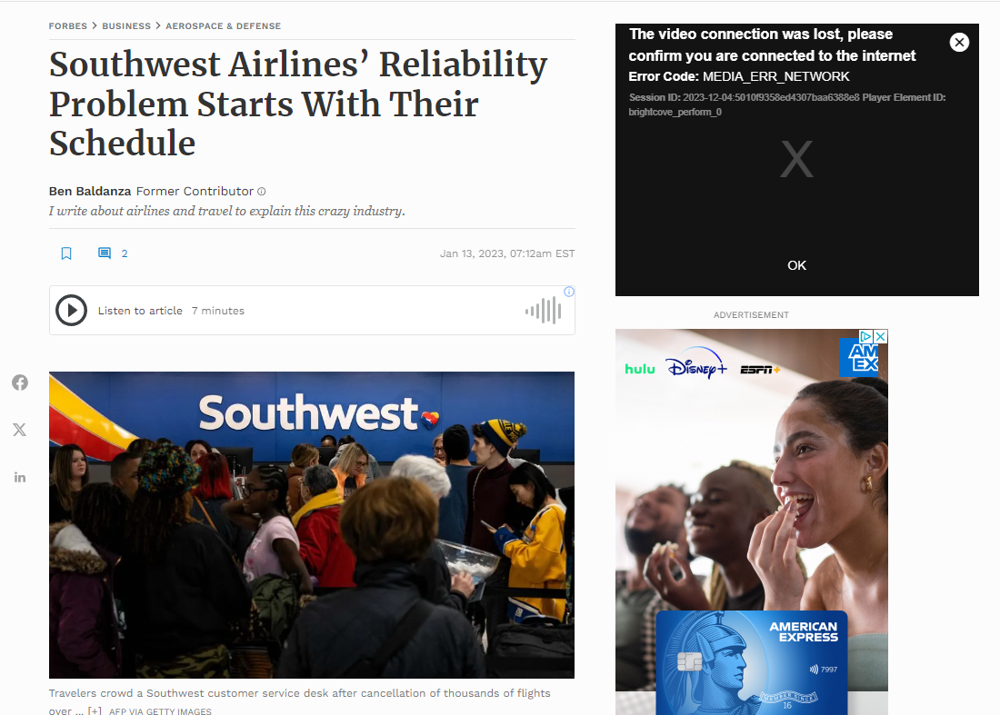 FORBES > BUSINESS > AEROSPACE & DEFENSE
Southwest Airlines’ Reliability
Problem Starts With Their
Schedule
Ben Baldanza Former Contributor
I write about airlines and travel to explain this crazy industry.
2
Jan 13, 2023, 07:12am EST
Listen to article 7 minutes
Southwest
Travelers crowd a Southwest customer service desk after cancellation of thousands of flights
over ... [+] AFP VIA GETTY IMAGES
in
The video connection was lost, please
confirm you are connected to the internet
Error Code: MEDIA_ERR_NETWORK
Session ID: 2023-12-04:5010f9358ed4307baa6388e8 Player Element ID:
brightcove_perform_0
X
OK
ADVERTISEMENT
hulu Disney+ ESPN+
AM
EX
AMERICAN
EXPRESS
7997
MEMBER SINCE
16